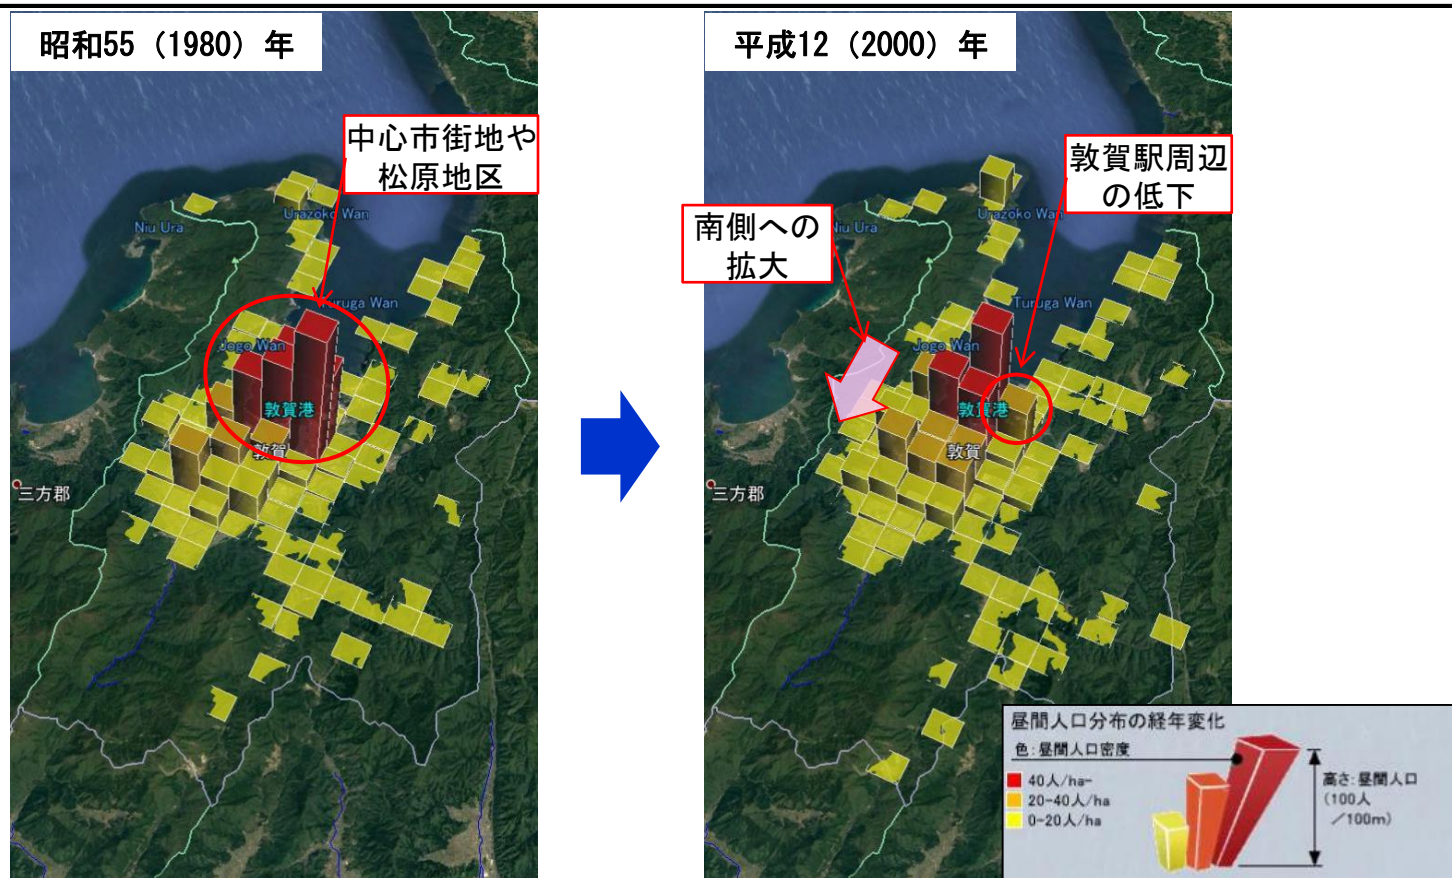 昭和55（1980）年
中心市街地や
松原地区
Urazoko Wan
Niu Ura
Turuga Wan
Jogo Wan
敦賀港
敦賀
三方郡
平成12（2000）年
敦賀駅周辺
の低下
南側への
拡大
Urazoko Wan
Niu Ura
Turuga Wan
Jogo Wan
敦賀港
敦賀
三方郡
昼間人口分布の経年変化
色:昼間人口密度
40人/ha-
20-40人/ha
0-20人/ha
高さ:昼間人口
(100人
／100m)